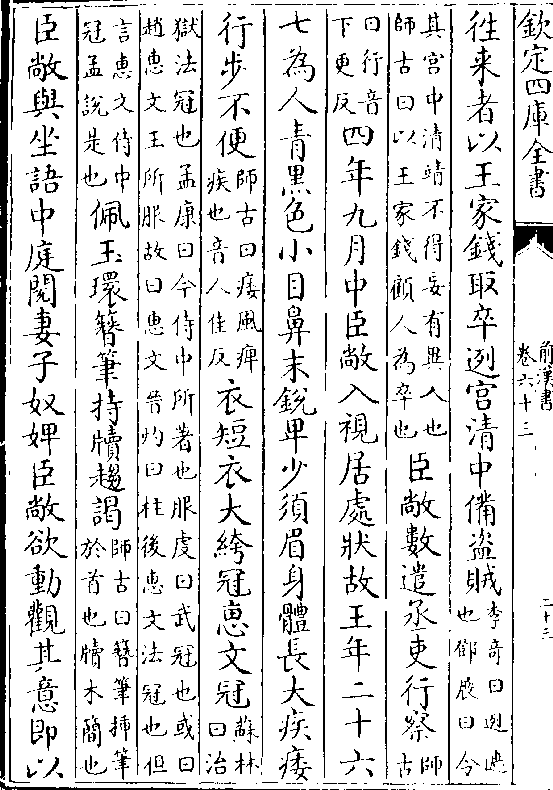 欽定四庫全書
前漢書
卷六十三
二十三
徃来者以王家錢取卒迾宫清中備盗賊李奇曰迾遮
也鄧展曰今
其宫中清靖不得妄有異人也
師古曰以王家錢顧人為卒也臣敞數遣丞吏行察師
古
曰行音
下更反四年九月中臣敞入視居處狀故王年二十六
七為人青黑色小目鼻末銳卑少須眉身體長大疾痿
行步不便師古曰痿風痺
疾也音人佳反衣短衣大絝冠恵文冠蘇林
曰治
獄法冠也孟康曰今侍中所著也服虔曰武冠也或曰
趙惠文王所服故曰惠文晉灼曰柱後惠文法冠也但
言惠文侍中
冠孟說是也佩玉環簪筆持牘趨謁師古曰簪筆揷筆
於首也牘木簡也
臣敞與坐語中庭閱妻子奴婢臣敞欲動觀其意即以